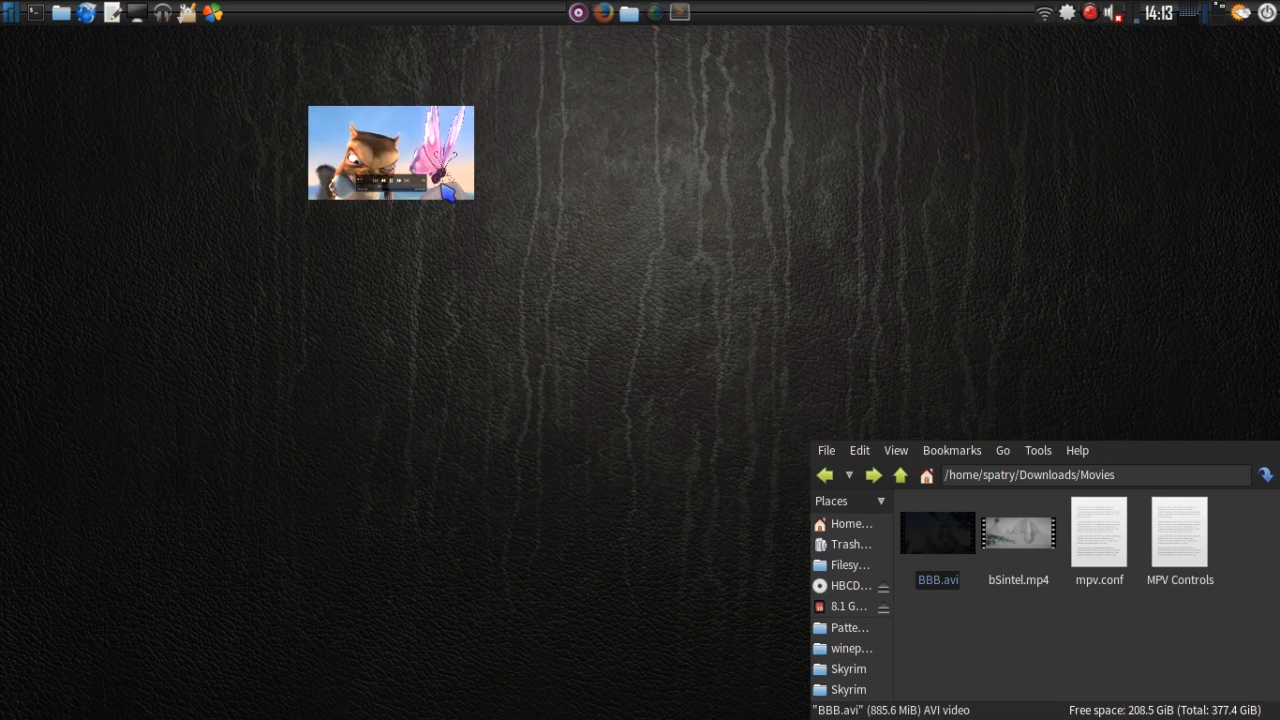 14:13
File Edit View Bookmarks Go Tools Help
/home/spatry/Downloads/Movies
Places
Home...
Trash...
Filesy...
HBCD...
8.1 G...
Patte...
winep...
Skyrim
Skyrim
BBB.avi bSintel.mp4 mpv.conf MPV Controls
"BBB.avi" (885.6 MiB) AVI video Free space: 208.5 GiB (Total: 377.4 GiB)